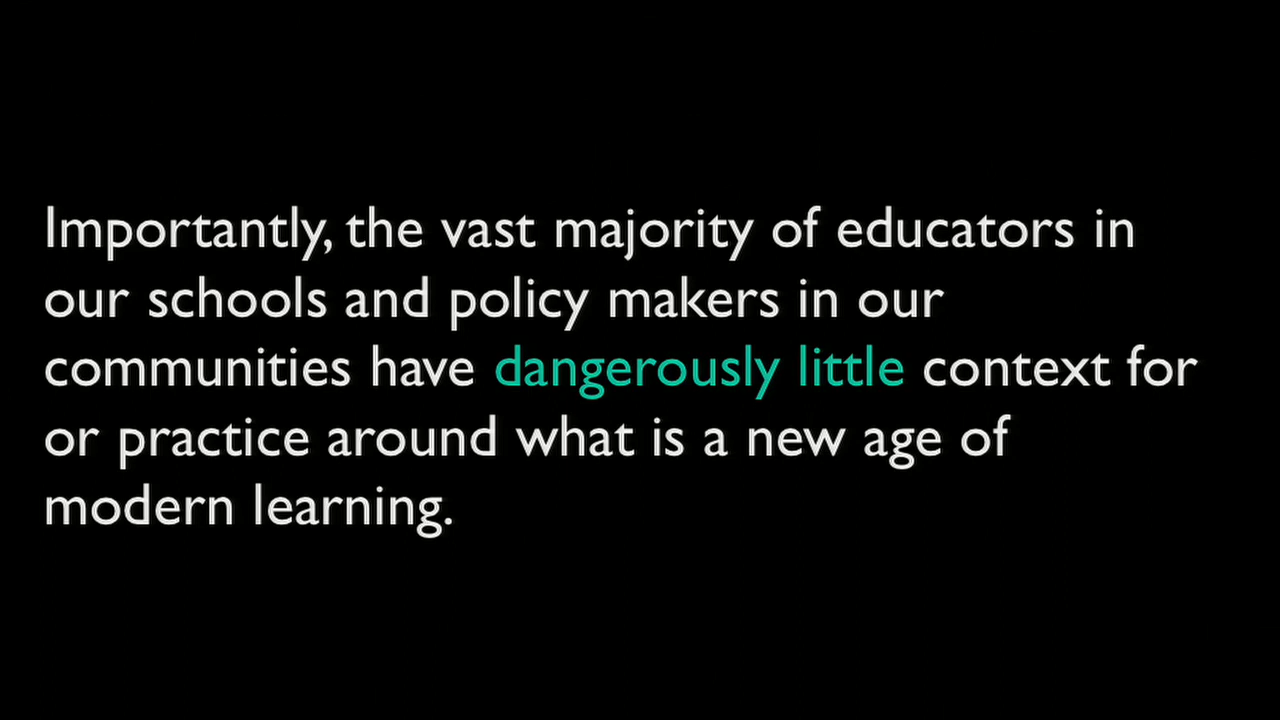 Importantly, the vast majority of educators in
our schools and policy makers in our
communities have dangerously little context for
or practice around what is a new age of
modern learning.